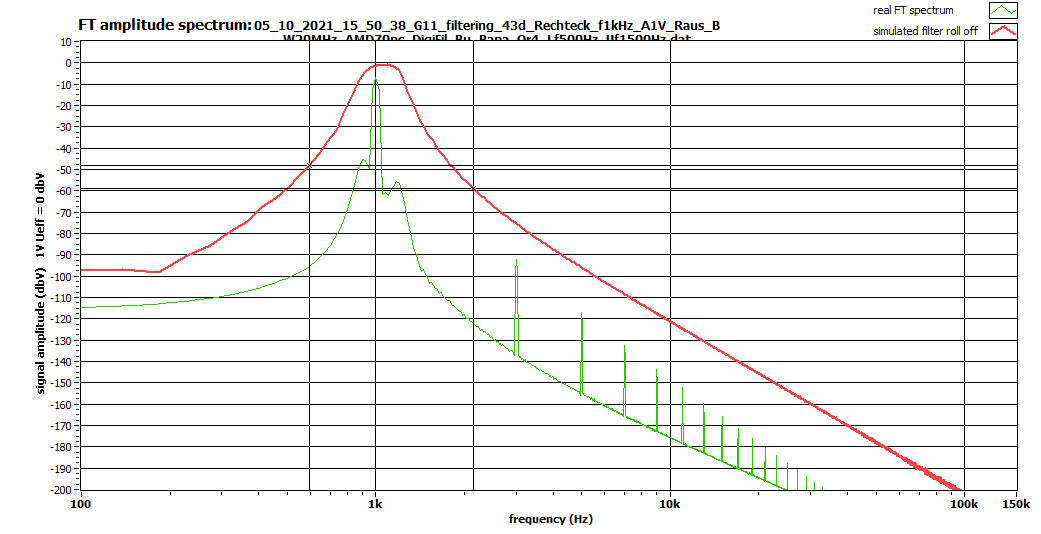 real FT spectrum
simulated filter roll off
FT amplitude spectrum: 05_10_2021_15_50_38_G11_filtering_43d_Rechteck_f1kHz_A1V_Raus_B
signal amplitude (dbV) 1V Ueff = 0 dbV
10
0
-10
-20
-30
-40
-50
-60
-70
-80
-90
-100
-110
-120
-130
-140
-150
-160
-170
-180
-190
-200
100
1k
10k
100k
150k
frequency (Hz)